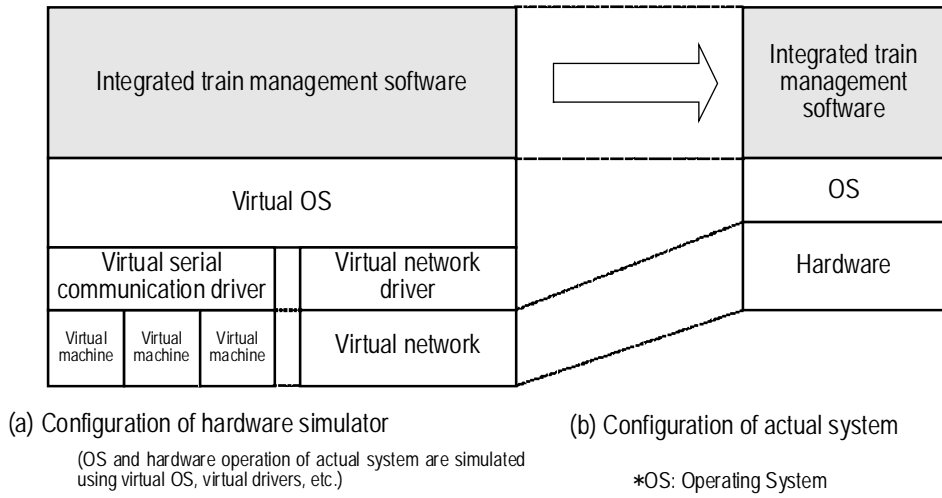 Integrated train management software
Integrated train
management
software
Virtual OS
OS
Virtual serial
communication driver
Virtual network
driver
Hardware
Virtual
machine
Virtual
machine
Virtual
machine
Virtual network
(a) Configuration of hardware simulator
(OS and hardware operation of actual system are simulated
using virtual OS, virtual drivers, etc.)
(b) Configuration of actual system
*OS: Operating System